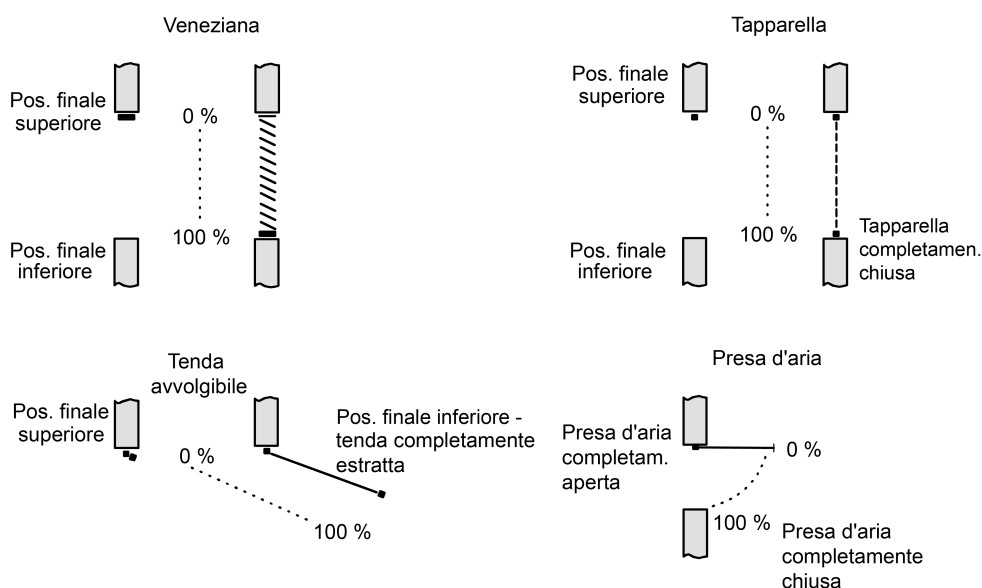 Veneziana
Pos. finale
superiore
0 %
100 %
Pos. finale
inferiore
Tapparella
Pos. finale
superiore
0 %
100 %
Pos. finale
inferiore
Tapparella
completamen.
chiusa
Tenda
avvolgibile
Pos. finale
superiore
0 %
100 %
Pos. finale inferiore -
tenda completamente
estratta
Presa d'aria
Presa d'aria
completam.
aperta
0 %
100 %
Presa d'aria
completamente
chiusa